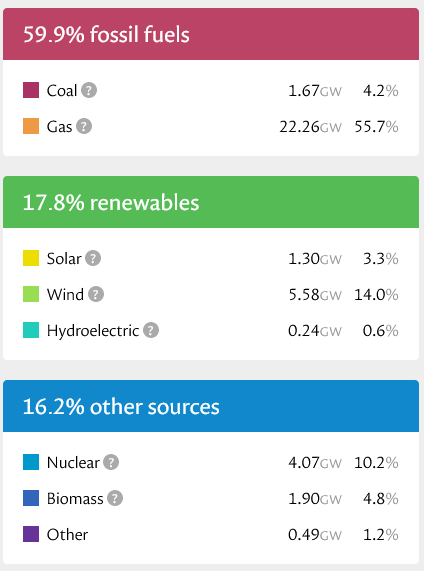 59.9% fossil fuels
Coal ? 1.67GW 4.2%
Gas ? 22.26GW 55.7%
17.8% renewables
Solar ? 1.30GW 3.3%
Wind ? 5.58GW 14.0%
Hydroelectric ? 0.24GW 0.6%
16.2% other sources
Nuclear ? 4.07GW 10.2%
Biomass ? 1.90GW 4.8%
Other 0.49GW 1.2%